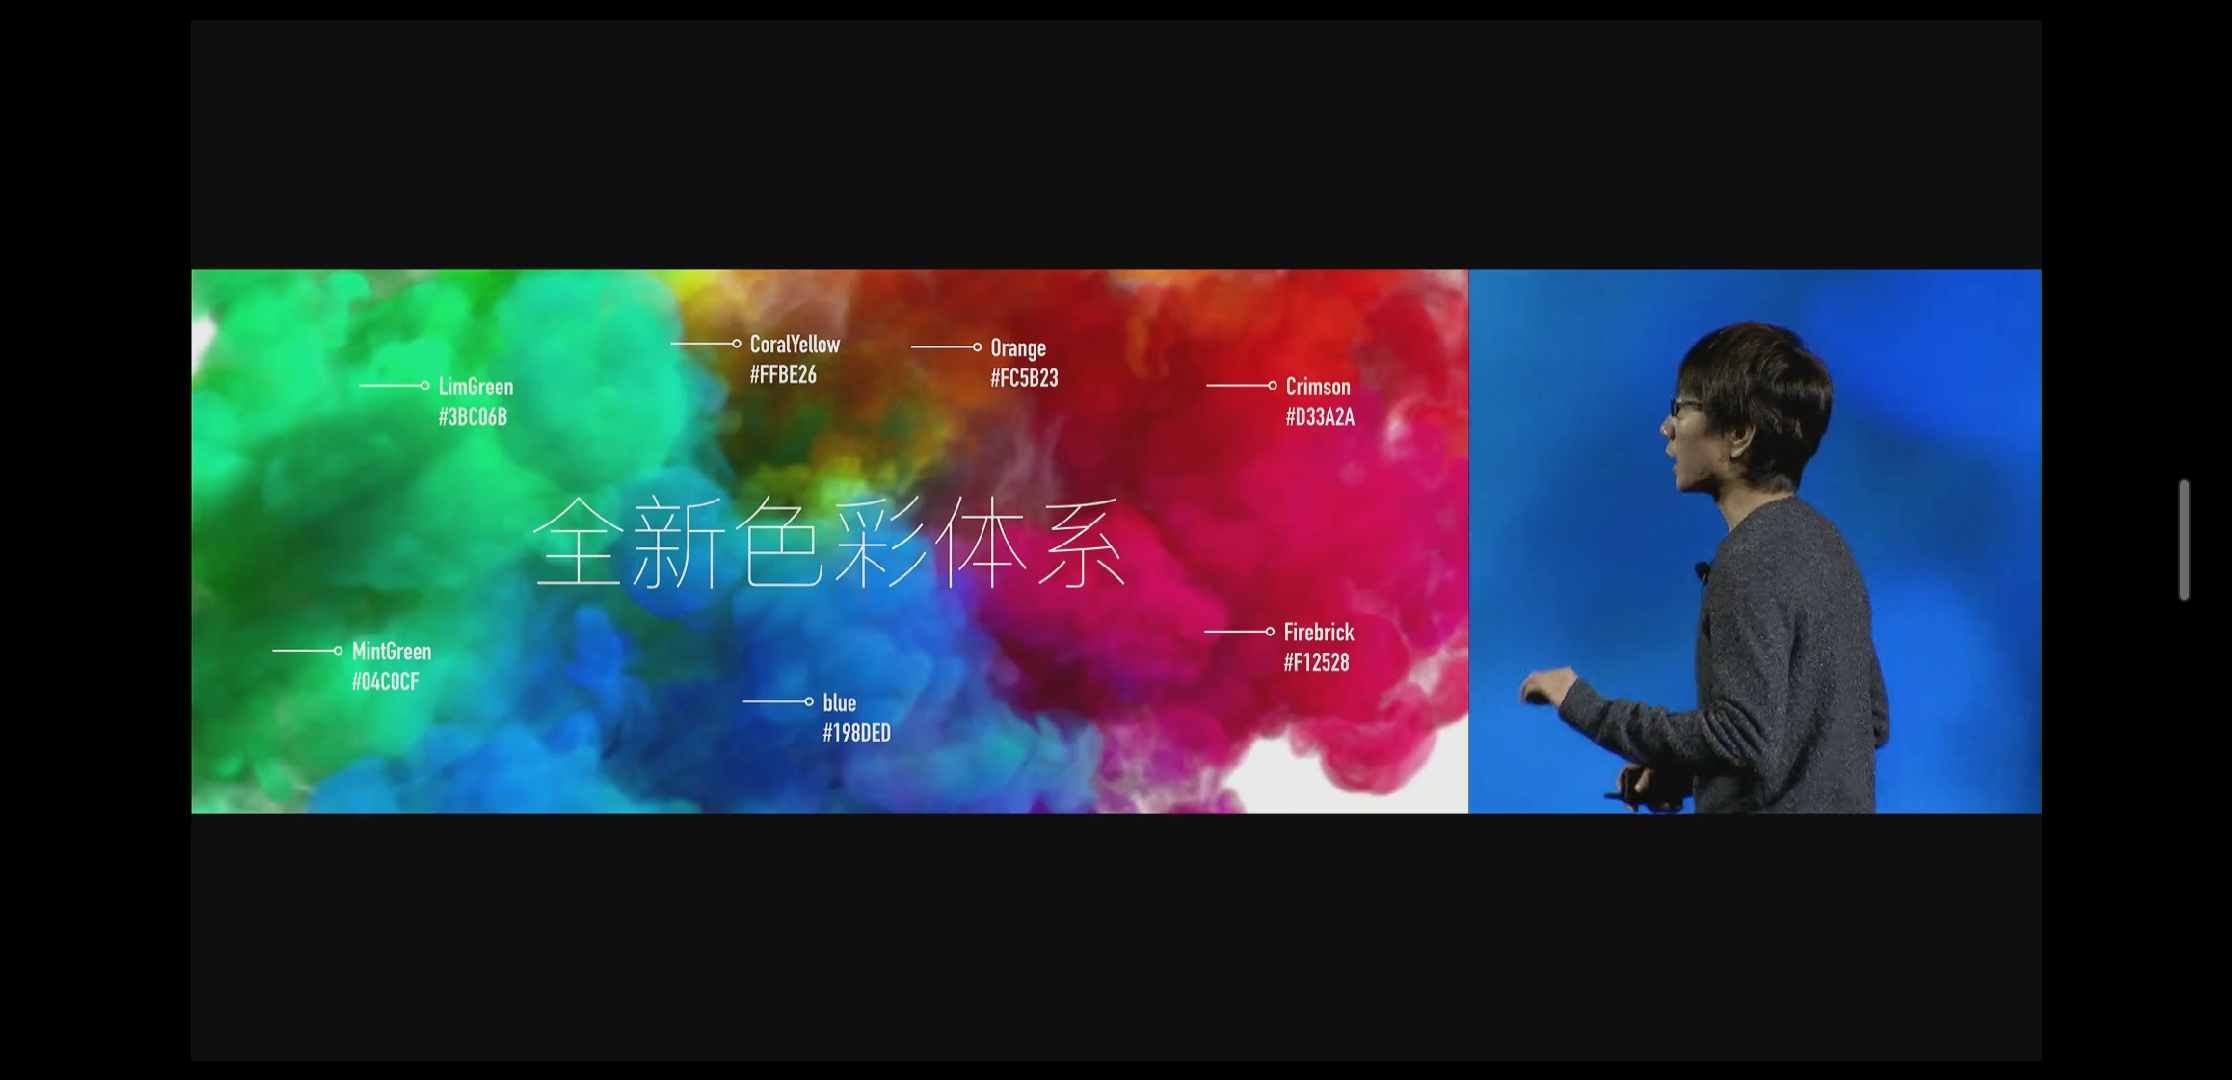 CoralYellow
#FFBE26
Orange
#FC5B23
LimGreen
#3BC06B
Crimson
#D33A2A
全新色彩体系
MintGreen
#04C0CF
Firebrick
#F12528
blue
#198DED